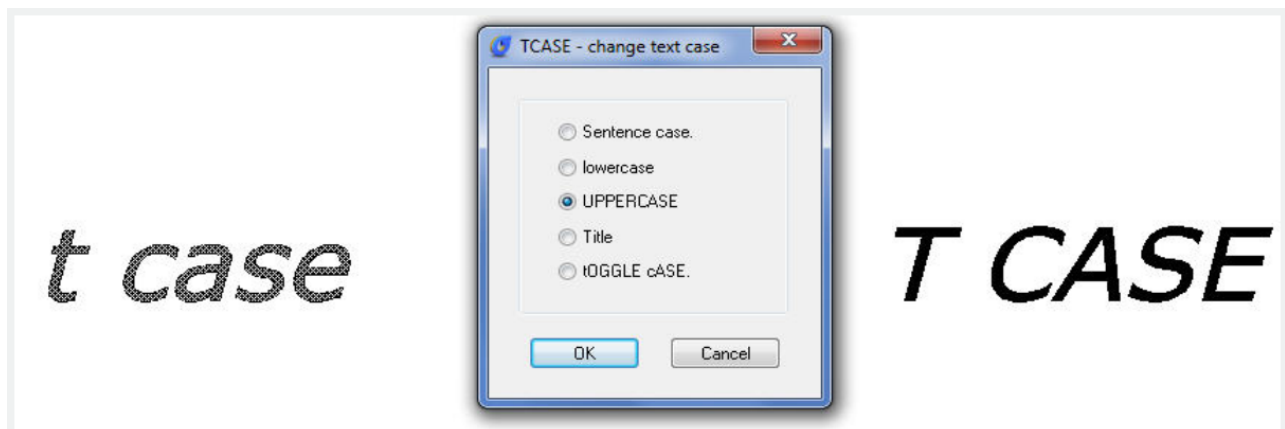 TCASE - change text case
Sentence case.
lowercase
UPPERCASE
Title
tOGGLE cASE.
OK Cancel
t case
T CASE